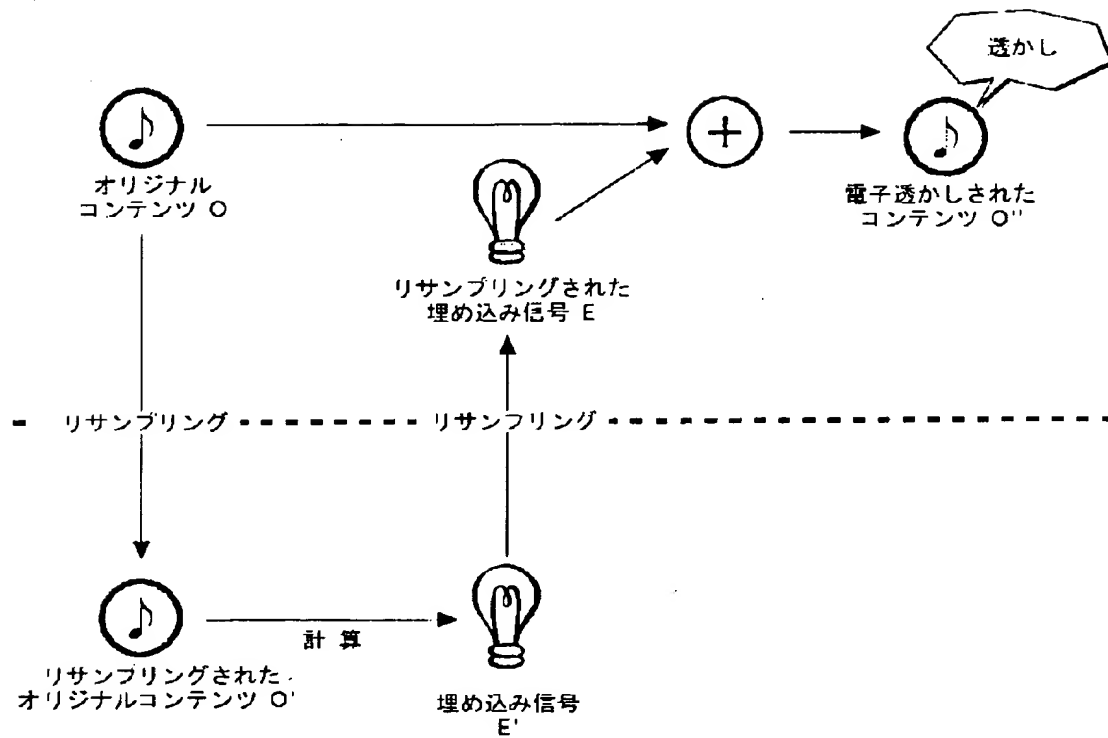 透かし
オリジナル
コンテンツ O
電子透かしされた
コンテンツ O''
リサンプリングされた
埋め込み信号 E
リサンプリング
リサンプリング
計 算
リサンプリングされた
オリジナルコンテンツ O'
埋め込み信号
E'